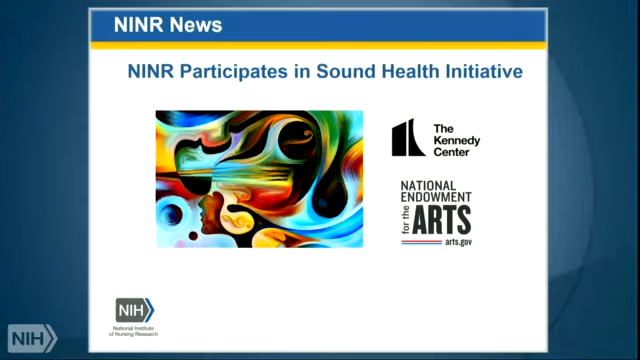 NINR News
NINR Participates in Sound Health Initiative
The
Kennedy
Center
NATIONAL
ENDOWMENT
for the
ARTS
arts.gov
NIH
National Institute
of Nursing Research
NIH